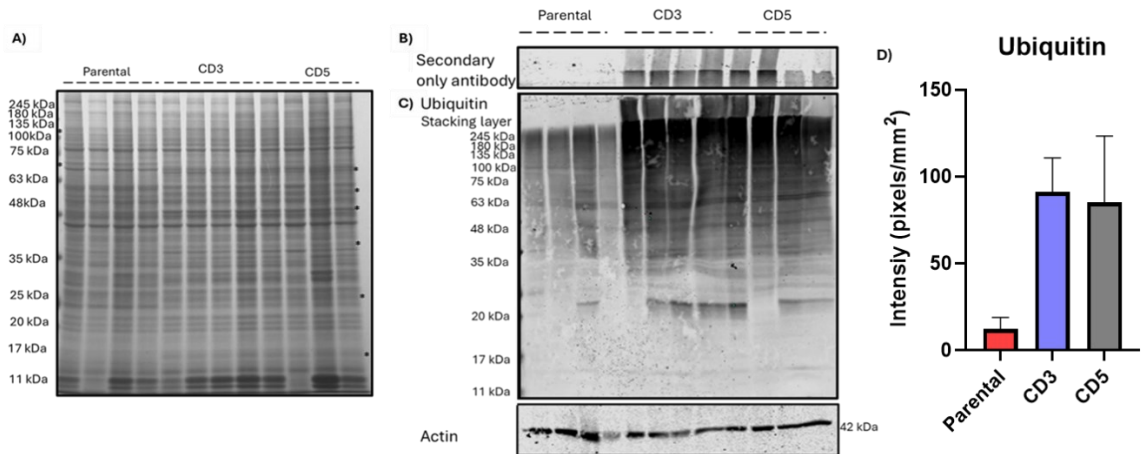 A)
Parental CD3 CD5
245 kDa
180 kDa
135 kDa
100kDa
75 kDa
63 kDa
48kDa
35 kDa
25 kDa
20 kDa
17 kDa
11 kDa
Parental CD3 CD5
B)
Secondary
only antibody
C) Ubiquitin
Stacking layer
245 kDa
180 kDa
135 kDa
100 kDa
75 kDa
63 kDa
48 kDa
35 kDa
20 kDa
17 kDa
11 kDa
Actin
42 kDa
D)
Ubiquitin
Intensiy (pixels/mm²)
150
100
50
0
Parental
CD3
CD5